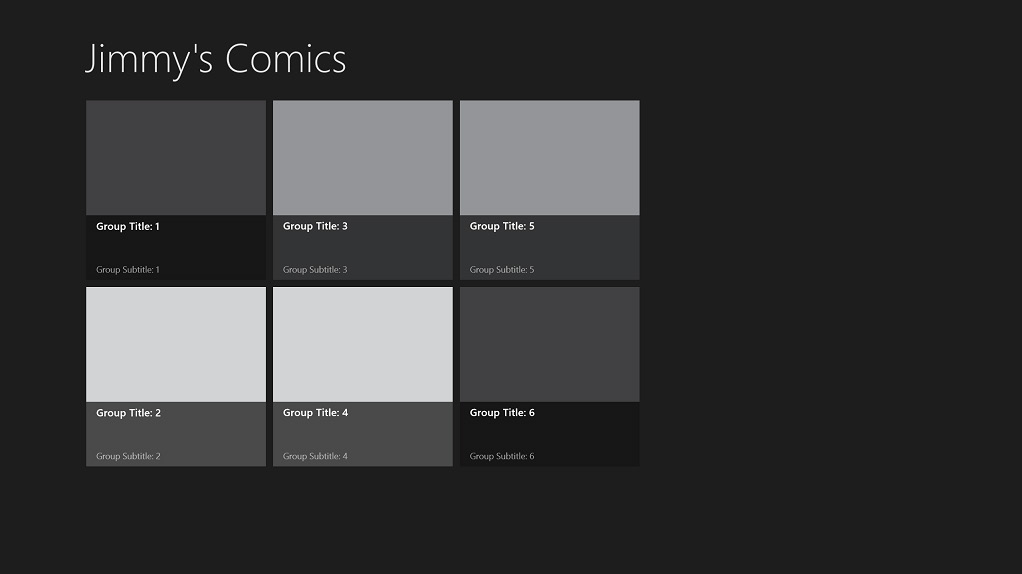 Jimmy's Comics
Group Title: 1
Group Subtitle: 1
Group Title: 3
Group Subtitle: 3
Group Title: 5
Group Subtitle: 5
Group Title: 2
Group Subtitle: 2
Group Title: 4
Group Subtitle: 4
Group Title: 6
Group Subtitle: 6